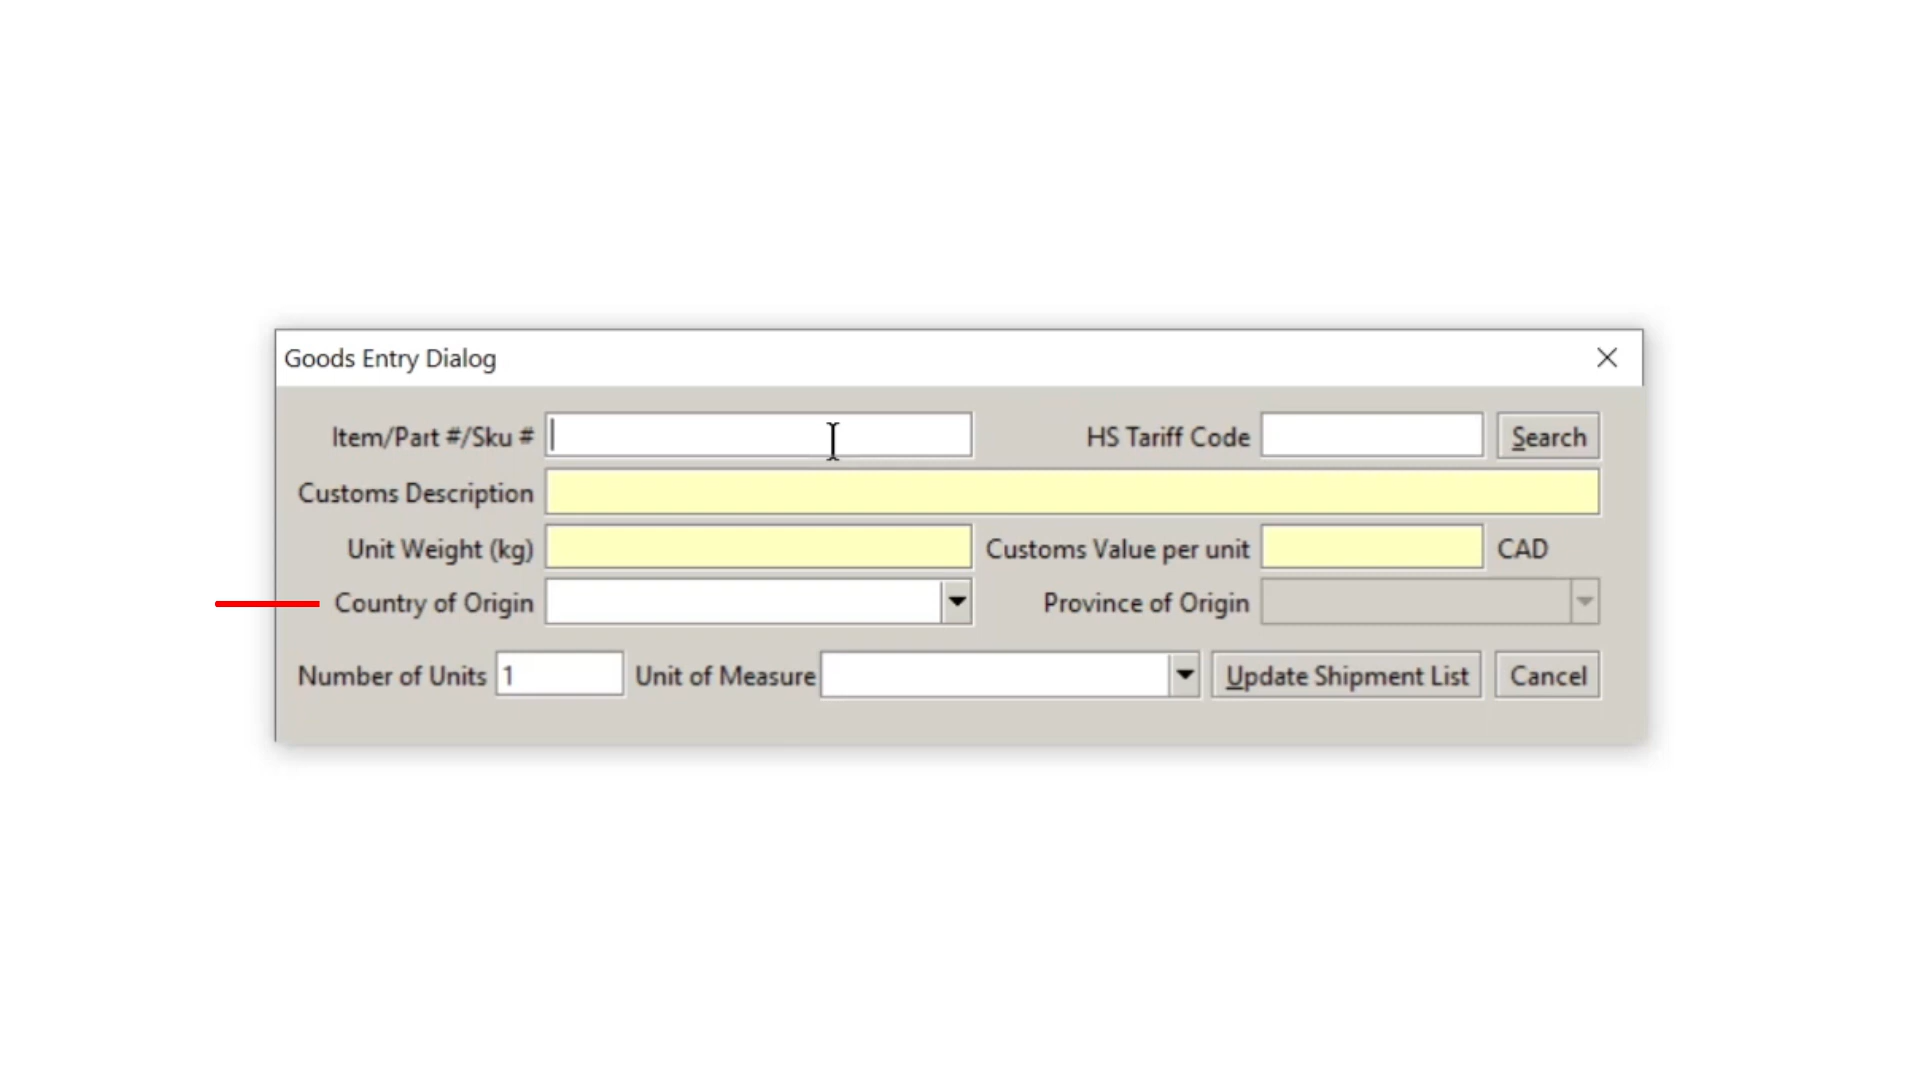 Goods Entry Dialog
Item/Part #/Sku # HS Tariff Code Search
Customs Description
Unit Weight (kg) Customs Value per unit CAD
Country of Origin Province of Origin
Number of Units 1 Unit of Measure Update Shipment List Cancel